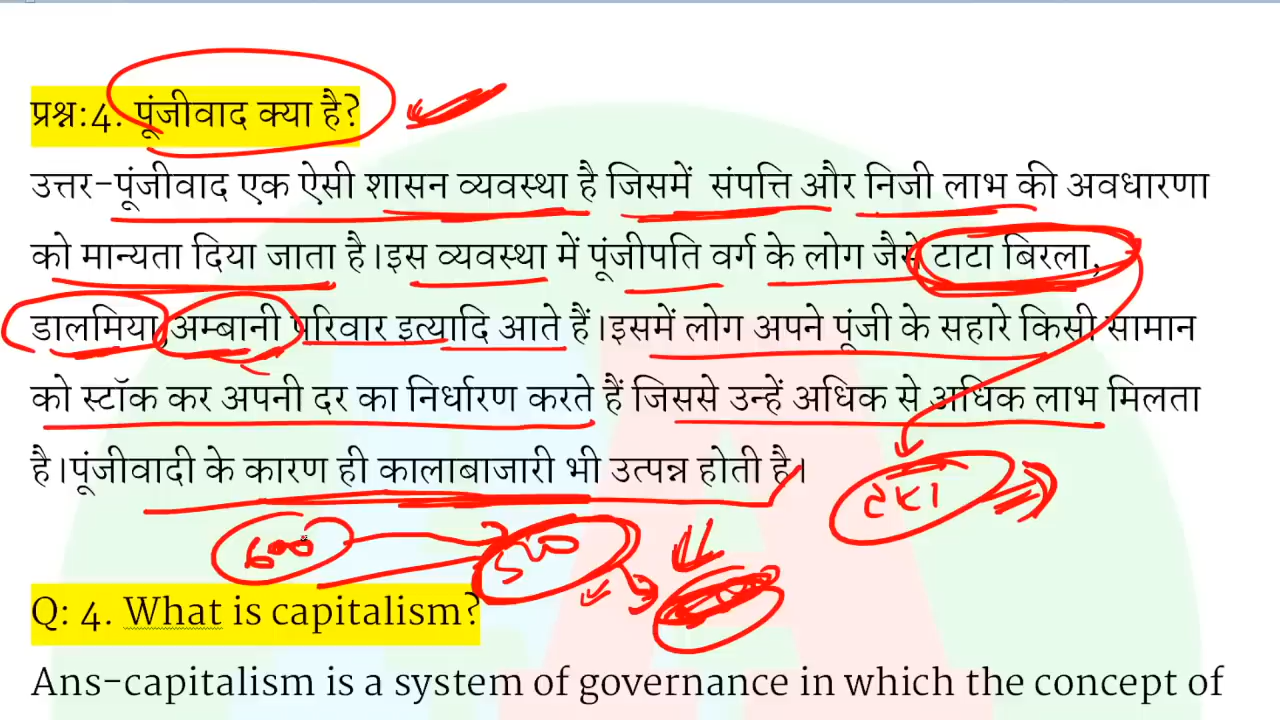 प्रश्न:4. पूंजीवाद क्या है?
उत्तर-पूंजीवाद एक ऐसी शासन व्यवस्था है जिसमें संपत्ति और निजी लाभ की अवधारणा
को मान्यता दिया जाता है।इस व्यवस्था में पूंजीपति वर्ग के लोग जैसे टाटा बिरला,
डालमिया,अम्बानी परिवार इत्यादि आते हैं।इसमें लोग अपने पूंजी के सहारे किसी सामान
को स्टॉक कर अपनी दर का निर्धारण करते हैं जिससे उन्हें अधिक से अधिक लाभ मिलता
है।पूंजीवादी के कारण ही कालाबाजारी भी उत्पन्न होती है।
600
Q: 4. What is capitalism?
Ans-capitalism is a system of governance in which the concept of